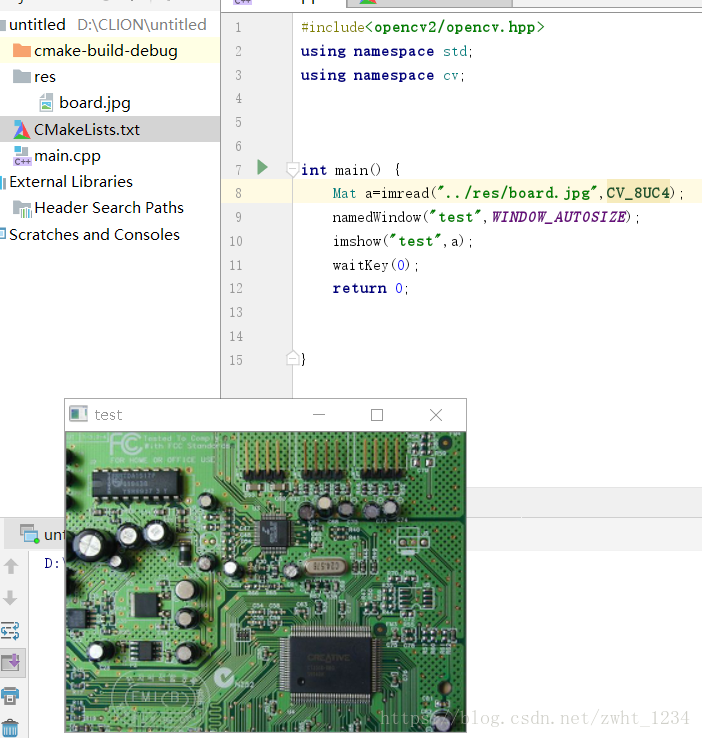 untitled D:\CLION\untitled
cmake-build-debug
res
board.jpg
CMakeLists.txt
main.cpp
External Libraries
Header Search Paths
Scratches and Consoles
1 #include<opencv2/opencv.hpp>
2 using namespace std;
3 using namespace cv;
4
5
6
7 int main() {
8 Mat a=imread("../res/board.jpg",CV_8UC4);
9 namedWindow("test",WINDOW_AUTOSIZE);
10 imshow("test",a);
11 waitKey(0);
12 return 0;
13
14
15 }
test
FCC Tested To Comply
With FCC Standards
FOR HOME OR OFFICE USE
CREATIVE
D:\
https://blog.csdn.net/zwht_1234